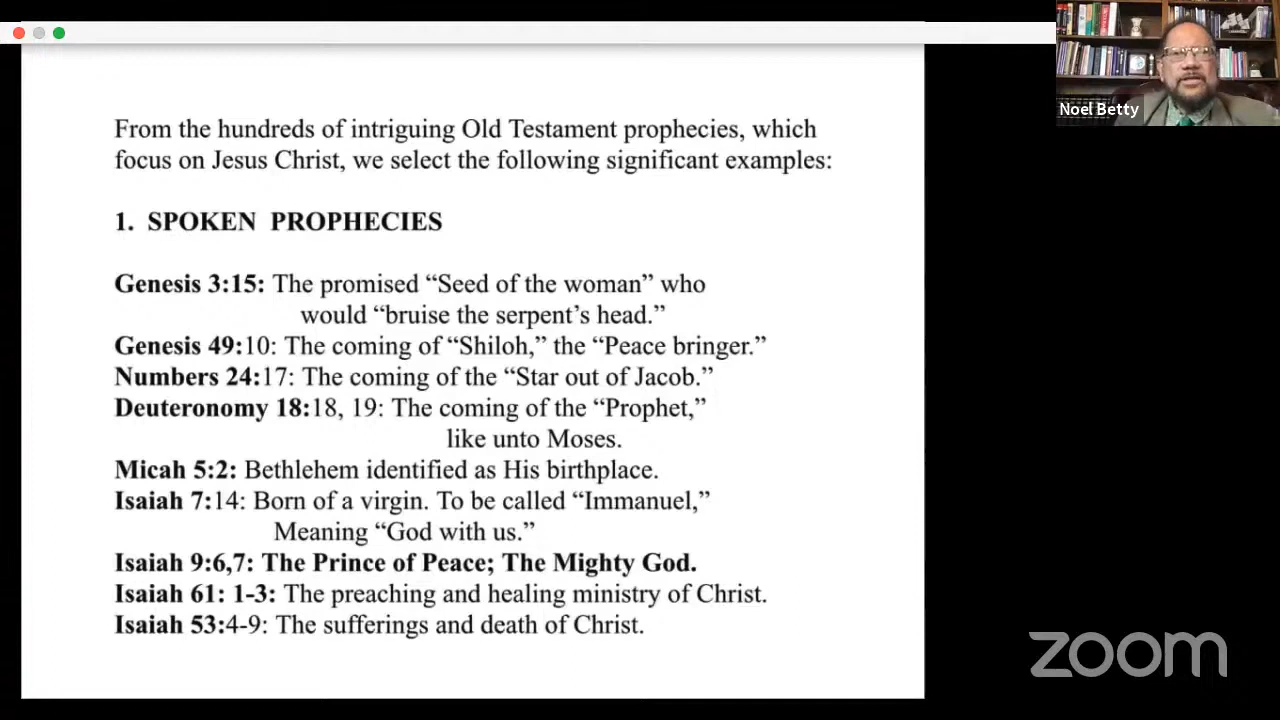 From the hundreds of intriguing Old Testament prophecies, which
focus on Jesus Christ, we select the following significant examples:
1. SPOKEN PROPHECIES
Genesis 3:15: The promised “Seed of the woman” who
would “bruise the serpent’s head.”
Genesis 49:10: The coming of “Shiloh,” the “Peace bringer.”
Numbers 24:17: The coming of the “Star out of Jacob.”
Deuteronomy 18:18, 19: The coming of the “Prophet,”
like unto Moses.
Micah 5:2: Bethlehem identified as His birthplace.
Isaiah 7:14: Born of a virgin. To be called “Immanuel,”
Meaning “God with us.”
Isaiah 9:6,7: The Prince of Peace; The Mighty God.
Isaiah 61: 1-3: The preaching and healing ministry of Christ.
Isaiah 53:4-9: The sufferings and death of Christ.
Noel Betty
zoom